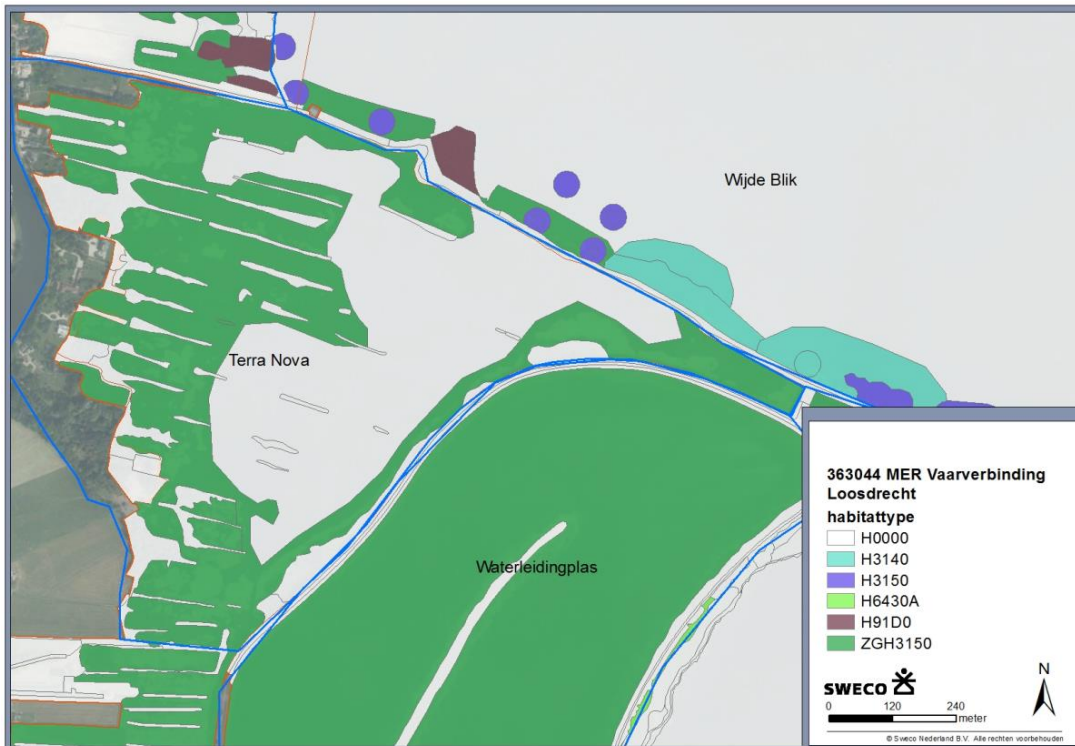 Wijde Blik
Terra Nova
Waterleidingplas
363044 MER Vaarverbinding
Loosdrecht
habitattype
H0000
H3140
H3150
H6430A
H91D0
ZGH3150
SWECO
N
0 120 240
meter
© Sweco Nederland B.V. Alle rechten voorbehouden